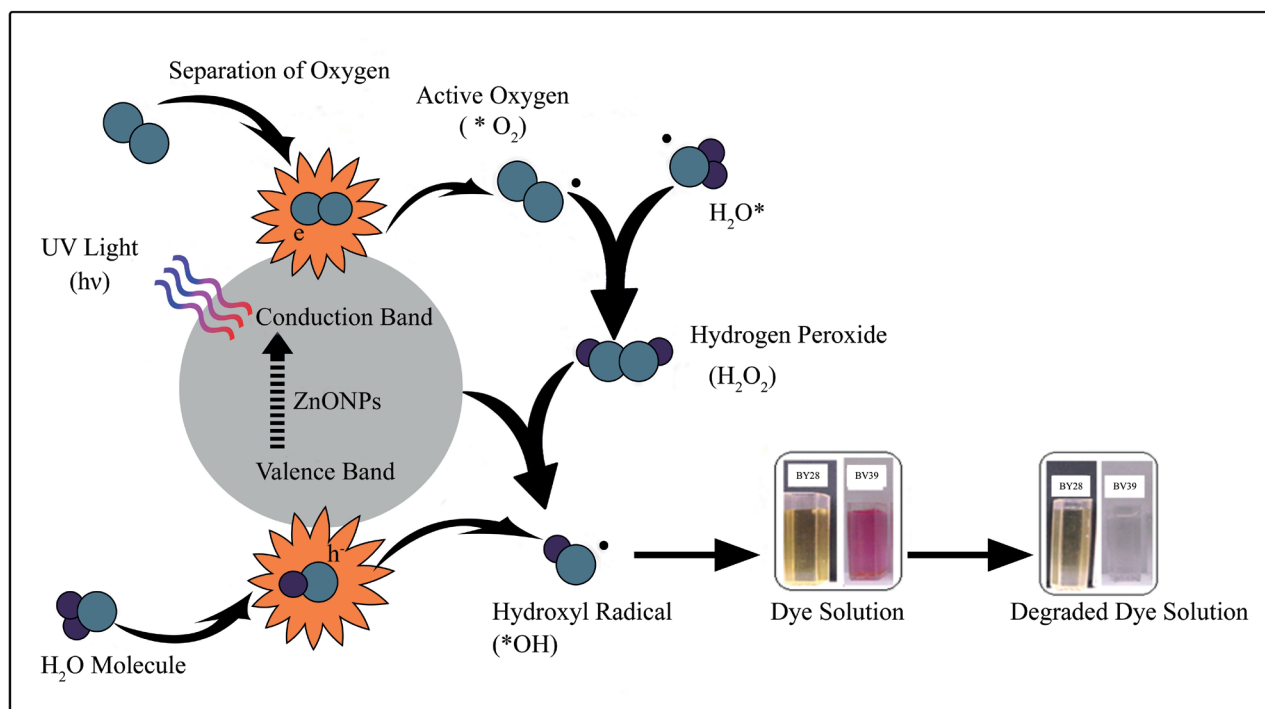 Separation of Oxygen
Active Oxygen
( * O₂)
H₂O*
e
UV Light
(hν)
Conduction Band
ZnONPs
Valence Band
Hydrogen Peroxide
(H₂O₂)
h⁻
H₂O Molecule
Hydroxyl Radical
(*OH)
BY28
BV39
Dye Solution
BY28
BV39
Degraded Dye Solution